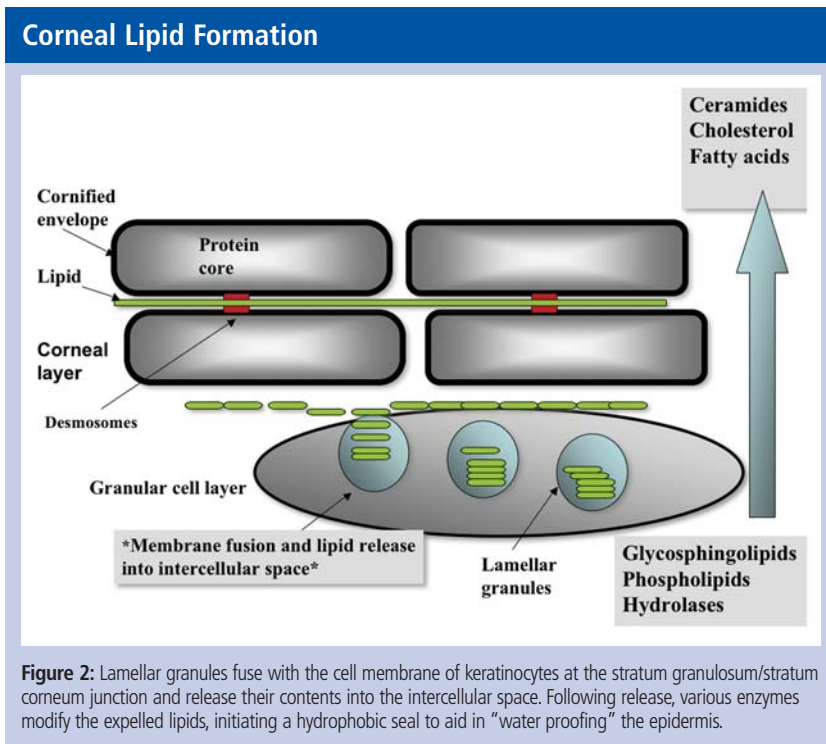 Corneal Lipid Formation
Ceramides
Cholesterol
Fatty acids
Cornified
envelope
Protein
core
Lipid
Corneal
layer
Desmosomes
Granular cell layer
*Membrane fusion and lipid release
into intercellular space*
Lamellar
granules
Glycosphingolipids
Phospholipids
Hydrolases
Figure 2: Lamellar granules fuse with the cell membrane of keratinocytes at the stratum granulosum/stratum
corneum junction and release their contents into the intercellular space. Following release, various enzymes
modify the expelled lipids, initiating a hydrophobic seal to aid in “water proofing” the epidermis.